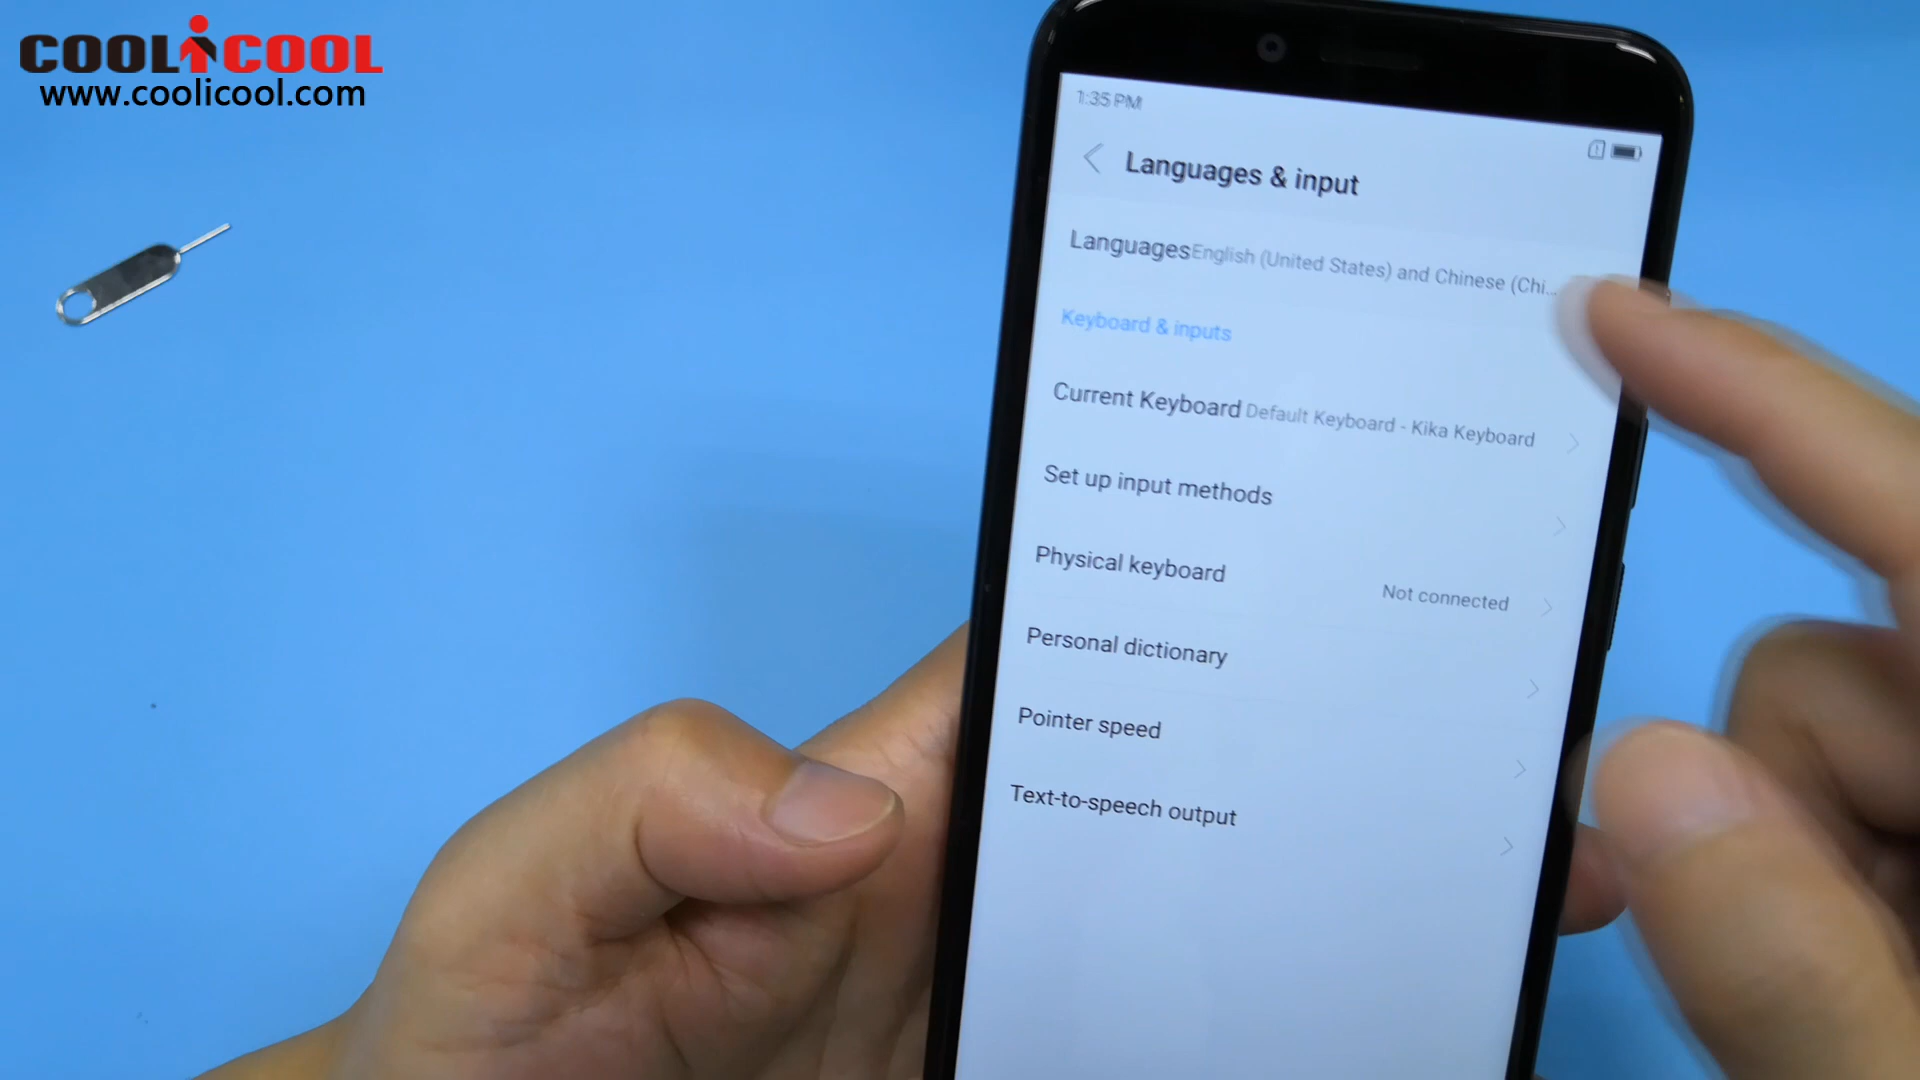 COOLiCOOL
www.coolicool.com
1:35 PM
Languages & input
Languages English (United States) and Chinese (Chi...
Keyboard & inputs
Current Keyboard Default Keyboard - Kika Keyboard
Set up input methods
Physical keyboard Not connected
Personal dictionary
Pointer speed
Text-to-speech output